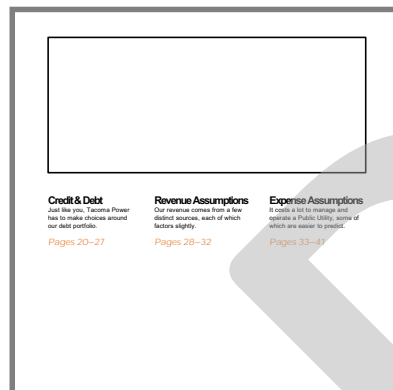 Credit & Debt
Just like you, Tacoma Power
has to make choices around
our debt portfolio.
Pages 20–27
Revenue Assumptions
Our revenue comes from a few
distinct sources, each of which
factors slightly.
Pages 28–32
Expense Assumptions
It costs a lot to manage and
operate a Public Utility, some of
which are easier to predict.
Pages 33–41